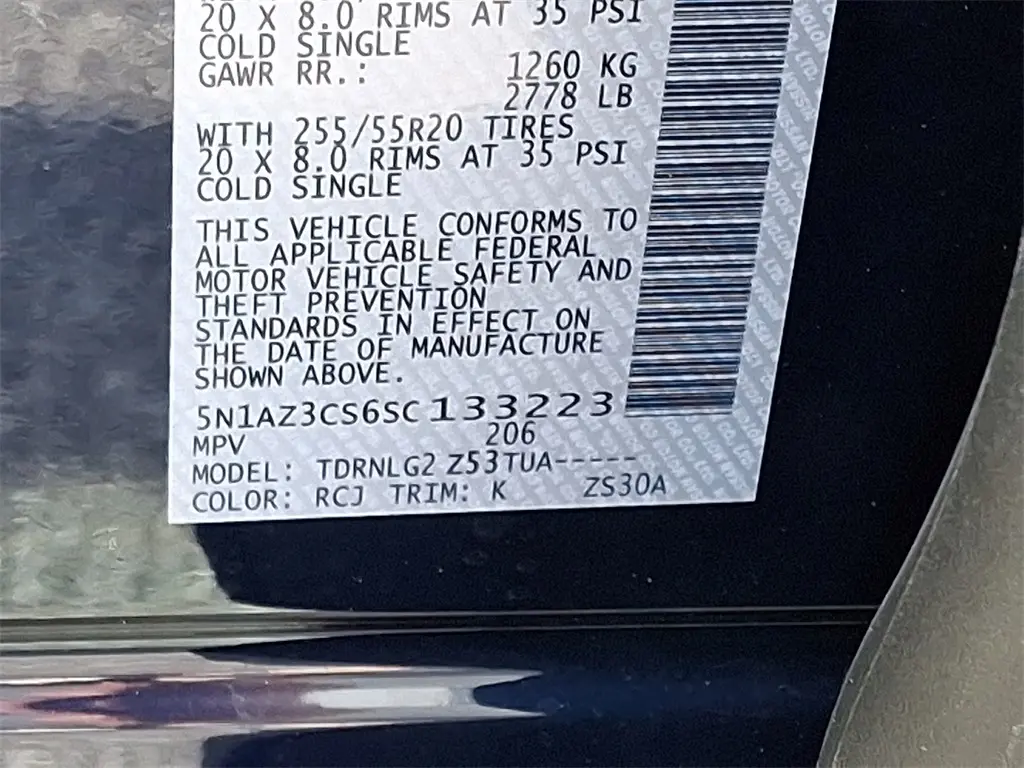 20 X 8.0 RIMS AT 35 PSI
COLD SINGLE
GAWR RR.: 1260 KG
2778 LB
WITH 255/55R20 TIRES
20 X 8.0 RIMS AT 35 PSI
COLD SINGLE
THIS VEHICLE CONFORMS TO
ALL APPLICABLE FEDERAL
MOTOR VEHICLE SAFETY AND
THEFT PREVENTION
STANDARDS IN EFFECT ON
THE DATE OF MANUFACTURE
SHOWN ABOVE.
5N1AZ3CS6SC133223
MPV 206
MODEL: TDRNLG2 Z53TUA-----
COLOR: RCJ TRIM: K ZS30A